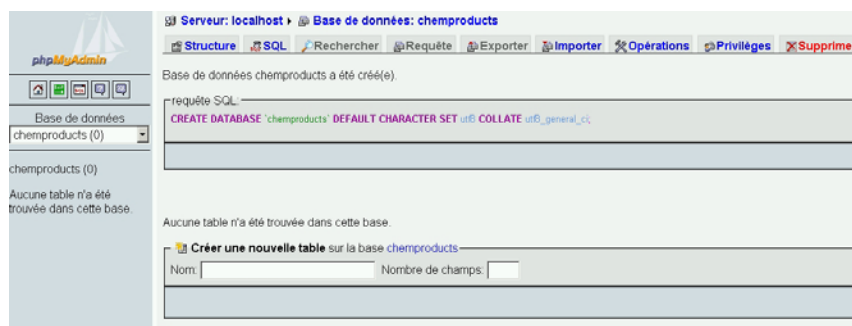 Serveur: localhost ▸ Base de données: chemproducts
Structure SQL Rechercher Requête Exporter Importer Opérations Privilèges Supprime
phpMyAdmin
Base de données
chemproducts (0)
chemproducts (0)
Aucune table n'a été
trouvée dans cette base.
Base de données chemproducts a été créé(e).
requête SQL:
CREATE DATABASE `chemproducts` DEFAULT CHARACTER SET utf8 COLLATE utf8_general_ci;
Aucune table n'a été trouvée dans cette base.
Créer une nouvelle table sur la base chemproducts
Nom: Nombre de champs: